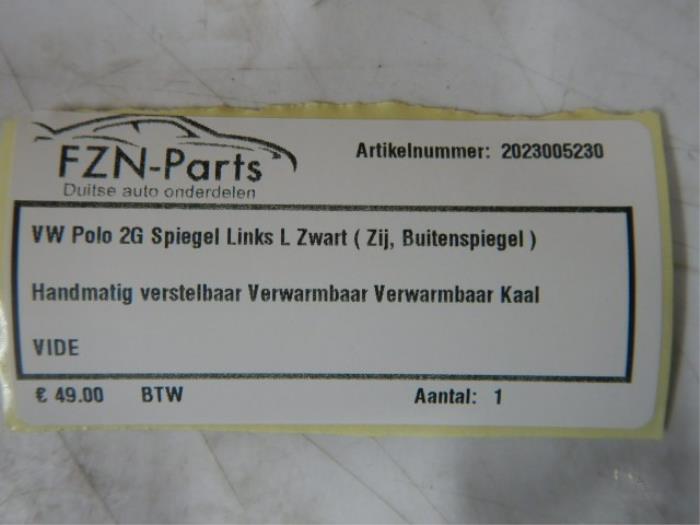 FZN-Parts
Duitse auto onderdelen
Artikelnummer: 2023005230
VW Polo 2G Spiegel Links L Zwart ( Zij, Buitenspiegel )
Handmatig verstelbaar Verwarmbaar Verwarmbaar Kaal
VIDE
€ 49.00 BTW Aantal: 1